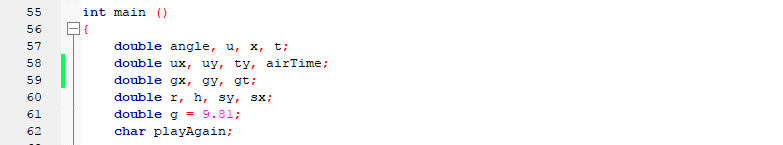 55 int main ()
56 {
57 double angle, u, x, t;
58 double ux, uy, ty, airTime;
59 double gx, gy, gt;
60 double r, h, sy, sx;
61 double g = 9.81;
62 char playAgain;